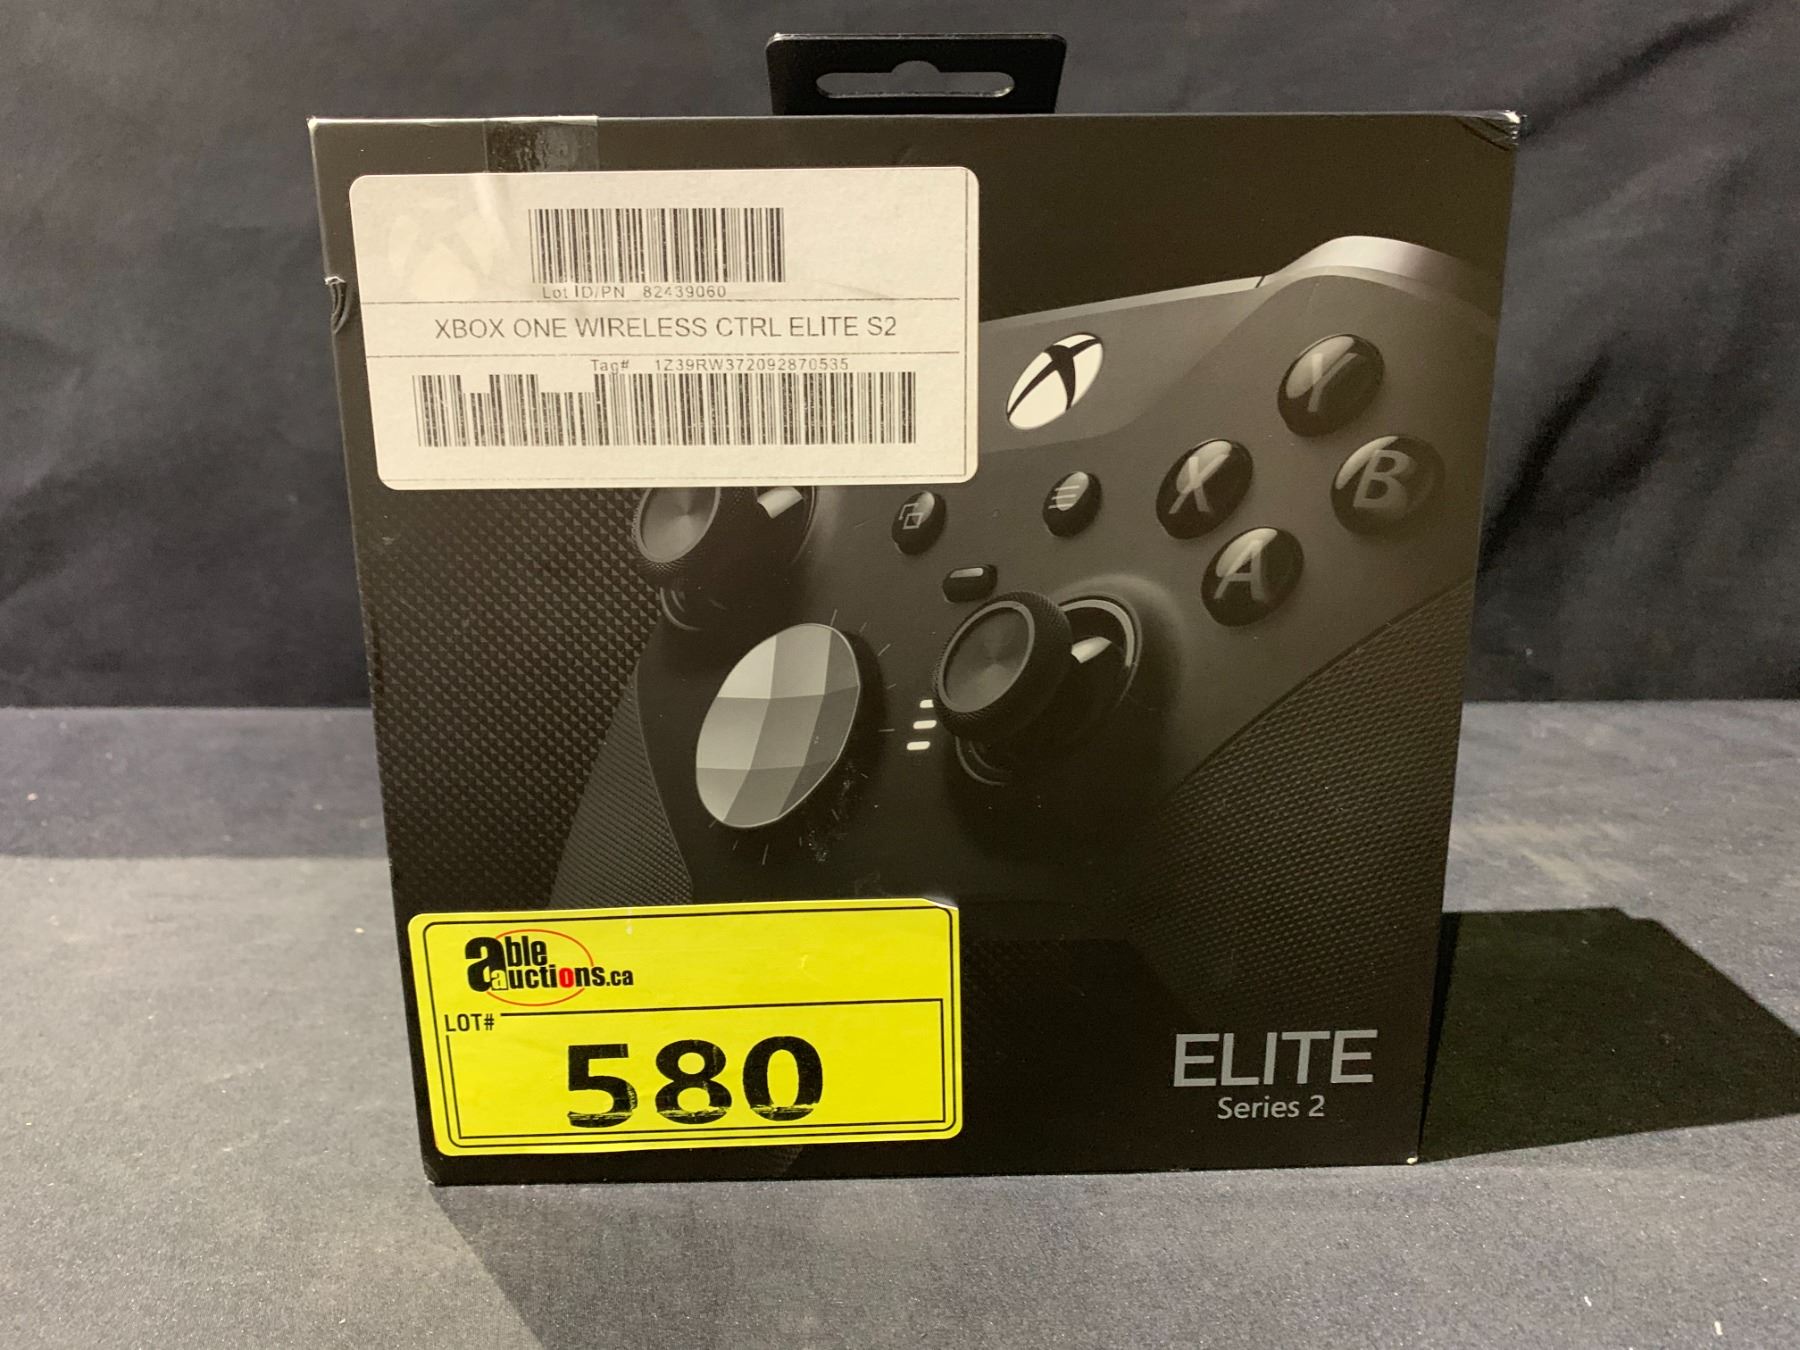 Lot ID/PN 82439060
XBOX ONE WIRELESS CTRL ELITE S2
Tag# 1Z39RW372092870535
Y
X
B
A
able
auctions.ca
LOT#
580
ELITE
Series 2